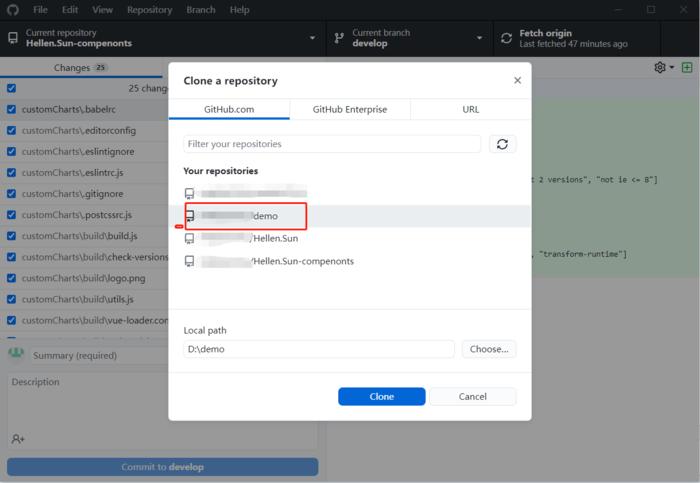 File Edit View Repository Branch Help
Current repository
Hellen.Sun-compenonts
Current branch
develop
Fetch origin
Last fetched 47 minutes ago
Changes 25
25 chang
customCharts\.babelrc
customCharts\.editorconfig
customCharts\.eslintignore
customCharts\.eslintrc.js
customCharts\.gitignore
customCharts\.postcssrc.js
customCharts\build\build.js
customCharts\build\check-versions
customCharts\build\logo.png
customCharts\build\utils.js
customCharts\build\vue-loader.con
Summary (required)
Description
Commit to develop
Clone a repository
GitHub.com
GitHub Enterprise
URL
Filter your repositories
Your repositories
/demo
/Hellen.Sun
/Hellen.Sun-compenonts
Local path
D:\demo
Choose...
Clone
Cancel
t 2 versions", "not ie <= 8"]
, "transform-runtime"]